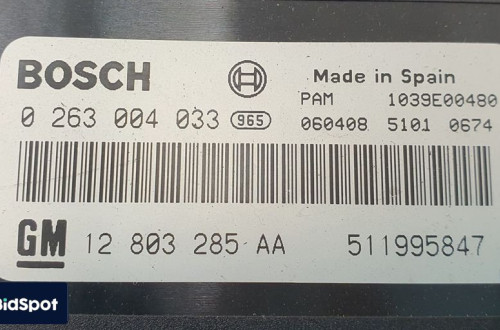 BOSCH
Made in Spain
PAM 1039E00480
0 263 004 033 965
060408 5101 0674
GM 12 803 285 AA 511995847
BidSpot